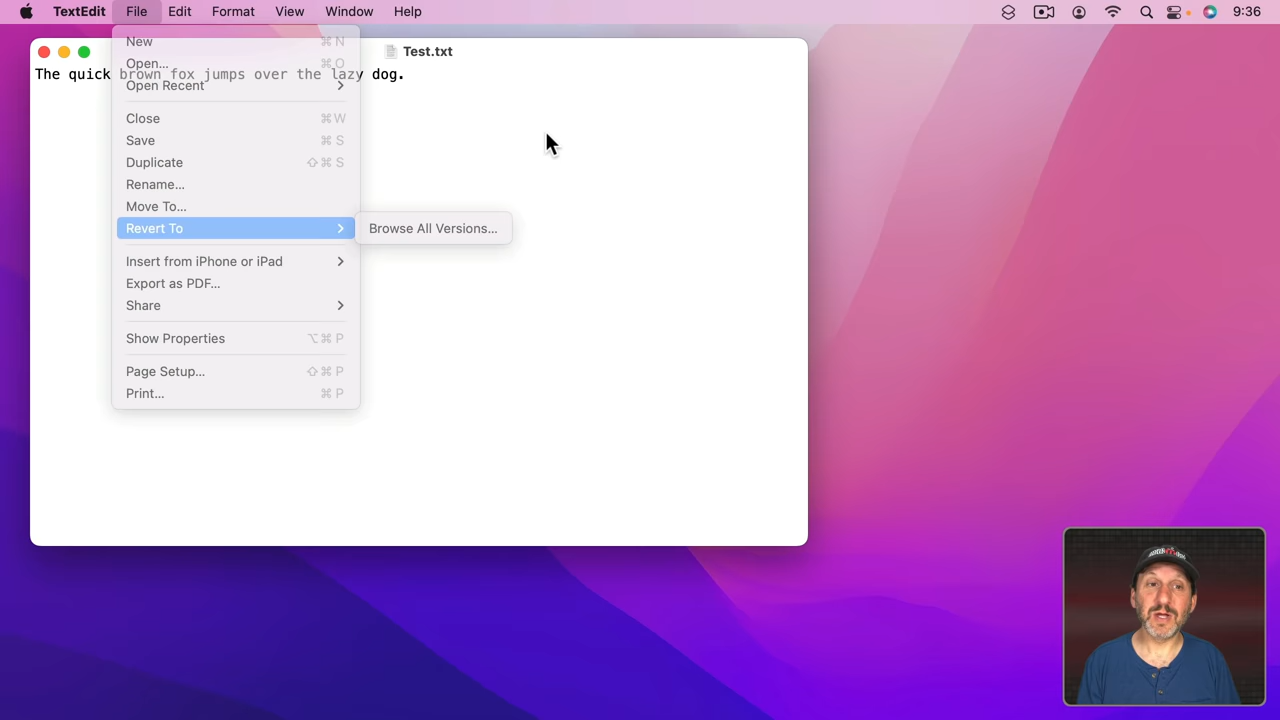 TextEdit File Edit Format View Window Help 9:36
Test.txt
The quick brown fox jumps over the lazy dog.
New ⌘ N
Open... ⌘ O
Open Recent
Close ⌘ W
Save ⌘ S
Duplicate ⇧ ⌘ S
Rename...
Move To...
Revert To
Browse All Versions...
Insert from iPhone or iPad
Export as PDF...
Share
Show Properties ⌥ ⌘ P
Page Setup... ⇧ ⌘ P
Print... ⌘ P